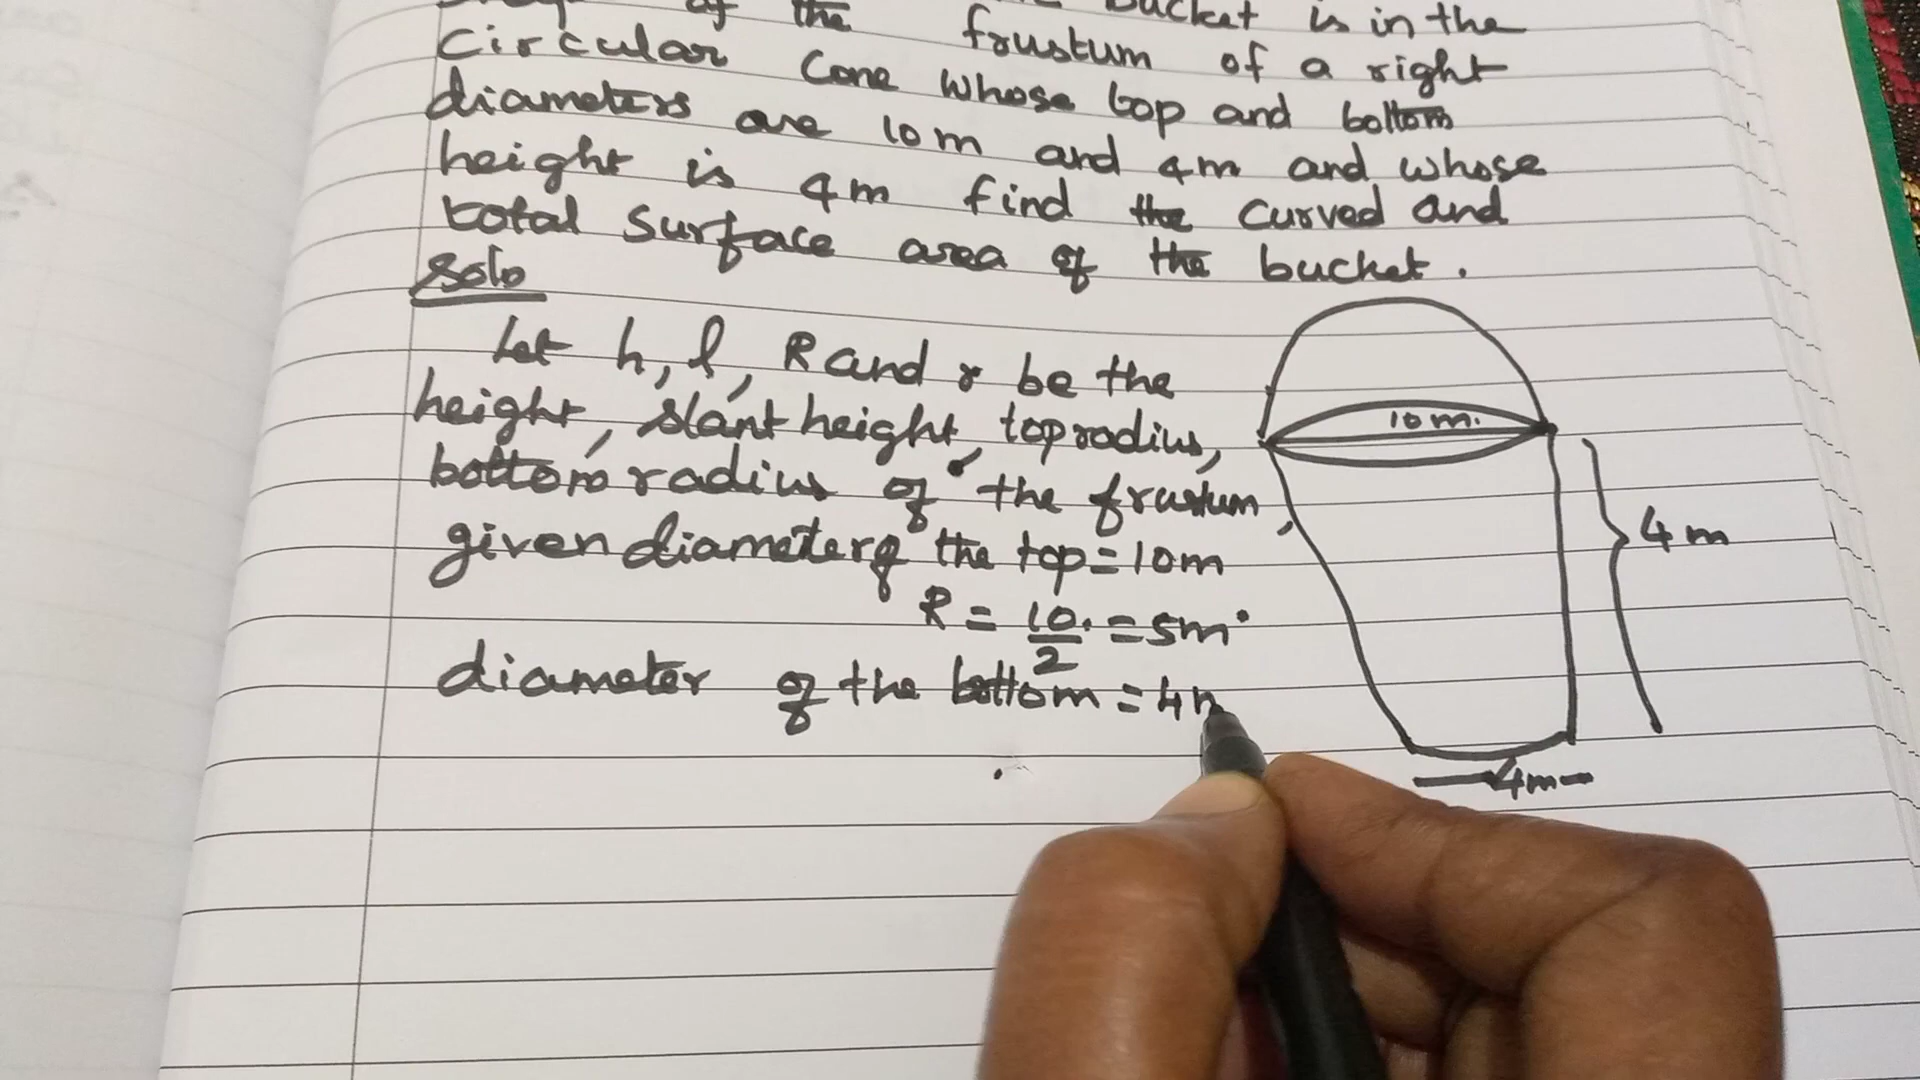 of the bucket is in the
frustum of a right
circular Cone whose top and bottom
diameters are 10m and 4m and whose
height is 4m find the curved and
total surface area of the bucket.
Soln
Let h, l, R and r be the
height, slant height, top radius,
bottom radius of the frustum,
given diameter of the top = 10m
R = 10/2 = 5m.
diameter of the bottom = 4m
10m.
4m
4m